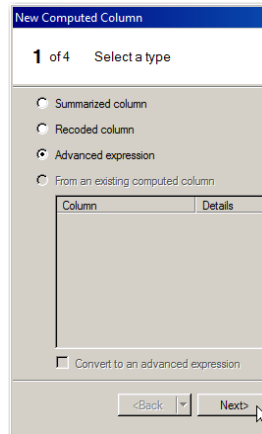 New Computed Column
1 of 4 Select a type
Summarized column
Recoded column
Advanced expression
From an existing computed column
Column Details
Convert to an advanced expression
<Back Next>